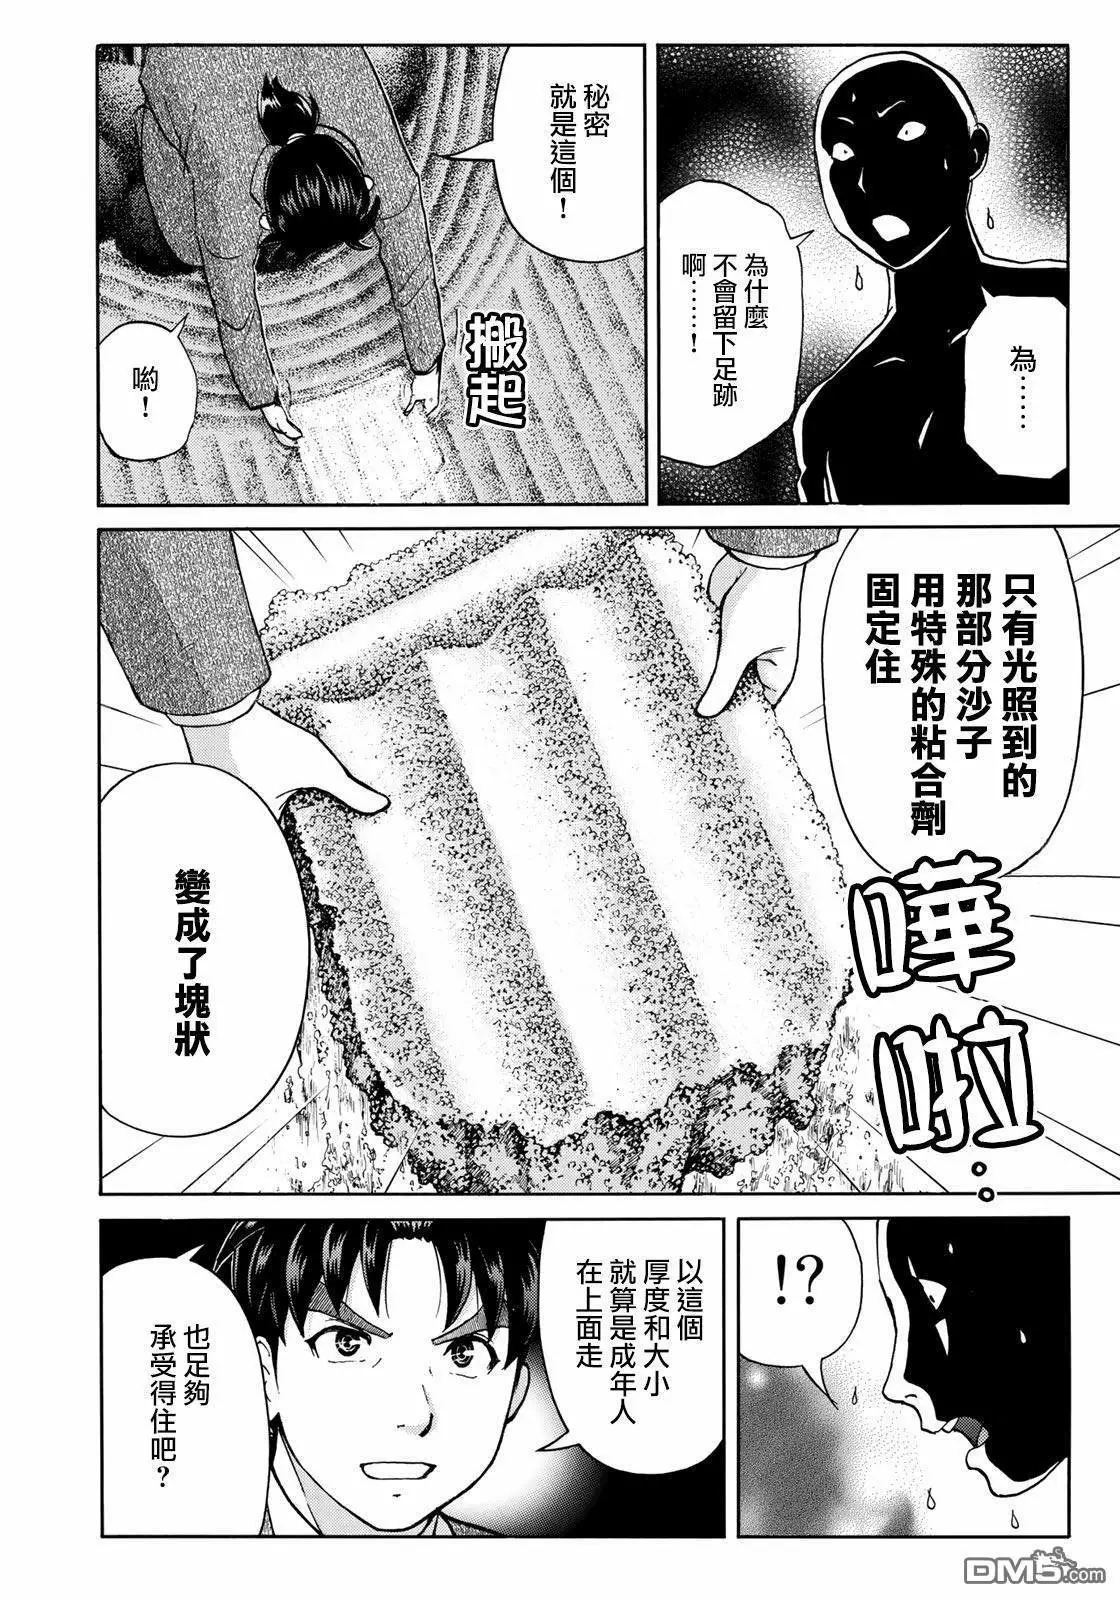 為……
為什麼
不會留下足跡
啊……！
秘密
就是這個！
搬起
喲！
只有光照到的
那部分沙子
用特殊的粘合劑
固定住
嘩啦…
變成了塊狀
！？
以這個
厚度和大小
就算是成年人
在上面走
也足夠
承受得住吧？
DM5.com